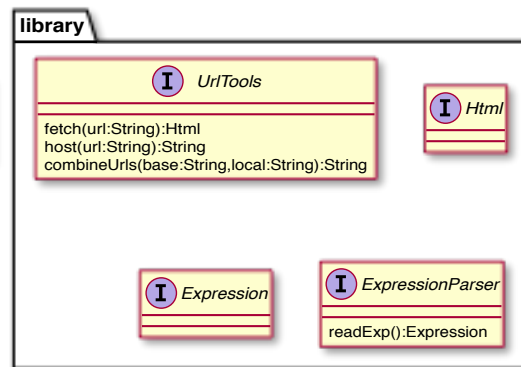 library
I UrlTools
fetch(url:String):Html
host(url:String):String
combineUrls(base:String,local:String):String
I Html
I Expression
I ExpressionParser
readExp():Expression